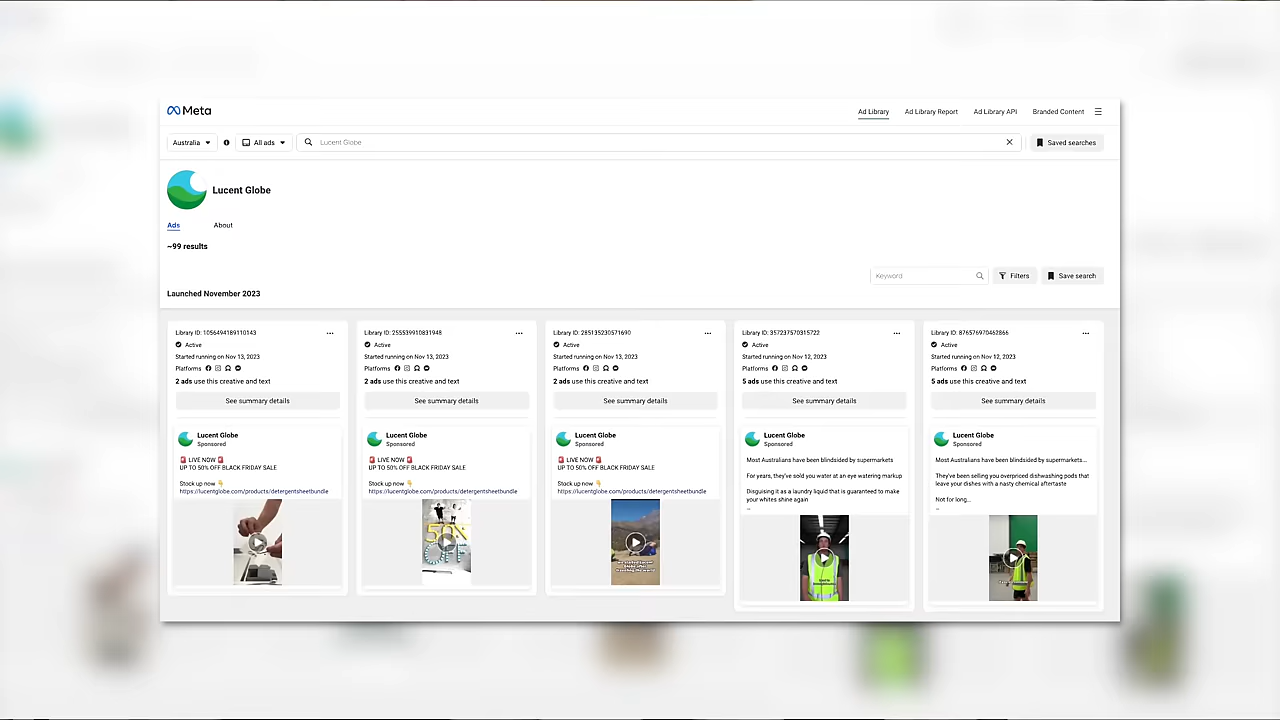 Meta
Ad Library Ad Library Report Ad Library API Branded Content
Australia All ads Lucent Globe Saved searches
Lucent Globe
Ads About
~99 results
Keyword Filters Save search
Launched November 2023
Library ID: 1056494189110143
Active
Started running on Nov 13, 2023
Platforms
2 ads use this creative and text
See summary details
Lucent Globe
Sponsored
🚨 LIVE NOW 🚨
UP TO 50% OFF BLACK FRIDAY SALE
Stock up now 👇
https://lucentglobe.com/products/detergentsheetbundle
Library ID: 255539910831948
Active
Started running on Nov 13, 2023
Platforms
2 ads use this creative and text
See summary details
Lucent Globe
Sponsored
🚨 LIVE NOW 🚨
UP TO 50% OFF BLACK FRIDAY SALE
Stock up now 👇
https://lucentglobe.com/products/detergentsheetbundle
50%
OFF
Library ID: 285135230571690
Active
Started running on Nov 13, 2023
Platforms
2 ads use this creative and text
See summary details
Lucent Globe
Sponsored
🚨 LIVE NOW 🚨
UP TO 50% OFF BLACK FRIDAY SALE
Stock up now 👇
https://lucentglobe.com/products/detergentsheetbundle
Library ID: 357237570315722
Active
Started running on Nov 12, 2023
Platforms
5 ads use this creative and text
See summary details
Lucent Globe
Sponsored
Most Australians have been blindsided by supermarkets
For years, they've sold you water at an eye watering markup
Disguising it as a laundry liquid that is guaranteed to make
your whites shine again
Library ID: 876576970462866
Active
Started running on Nov 12, 2023
Platforms
5 ads use this creative and text
See summary details
Lucent Globe
Sponsored
Most Australians have been blindsided by supermarkets...
They've been selling you overpriced dishwashing pods that
leave your dishes with a nasty chemical aftertaste
Not for long...